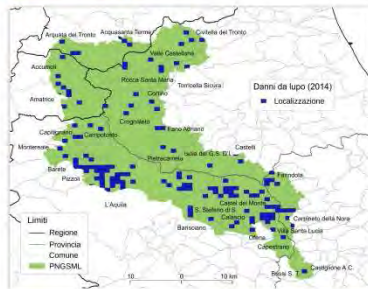 Arquata del Tronto
Acquasanta Terme
Civitella del Tronto
Valle Castellana
Accumoli
Rocca Santa Maria
Torricella Sicura
Danni da lupo (2014)
Localizzazione
Cortino
Amatrice
Crognaleto
Fano Adriano
Capitignano
Campotosto
Montereale
Isola del G. S. d'I.
Castelli
Pietracamela
Barete
Farindola
Pizzoli
Castel del Monte
L'Aquila
S. Stefano di S.
Carpineto della Nora
Calascio
Limiti
Barisciano
Villa Santa Lucia
Regione
Ofena
Provincia
Capestrano
Comune
PNGSML
Bussi S. T.
Castiglione A.C.
10
0
10 km